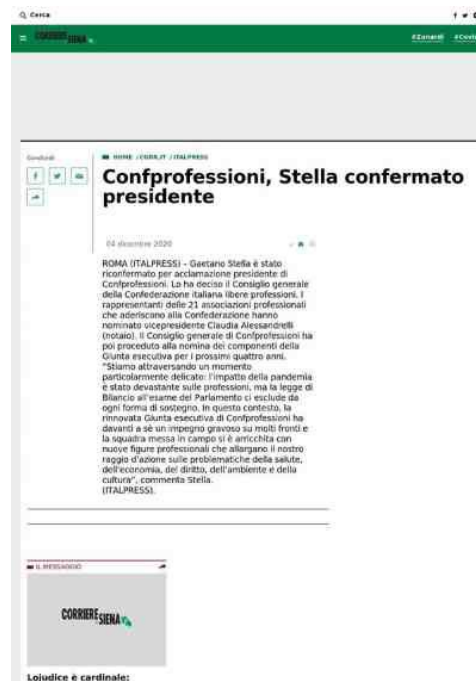 Cerca
CORRIERE SIENA
#Zanardi #Covid
Condividi
HOME / CORR.IT / ITALPRESS
Confprofessioni, Stella confermato
presidente
04 dicembre 2020
ROMA (ITALPRESS) – Gaetano Stella è stato
riconfermato per acclamazione presidente di
Confprofessioni. Lo ha deciso il Consiglio generale
della Confederazione italiana libere professioni. I
rappresentanti delle 21 associazioni professionali
che aderiscono alla Confederazione hanno
nominato vicepresidente Claudia Alessandrelli
(notaio). Il Consiglio generale di Confprofessioni ha
poi proceduto alla nomina dei componenti della
Giunta esecutiva per i prossimi quattro anni.
"Stiamo attraversando un momento
particolarmente delicato: l'impatto della pandemia
è stato devastante sulle professioni, ma la legge di
Bilancio all'esame del Parlamento ci esclude da
ogni forma di sostegno. In questo contesto, la
rinnovata Giunta esecutiva di Confprofessioni ha
davanti a sé un impegno gravoso su molti fronti e
la squadra messa in campo si è arricchita con
nuove figure professionali che allargano il nostro
raggio d'azione sulle problematiche della salute,
dell'economia, del diritto, dell'ambiente e della
cultura", commenta Stella.
(ITALPRESS).
IL MESSAGGIO
CORRIERE SIENA
Lojudice è cardinale: